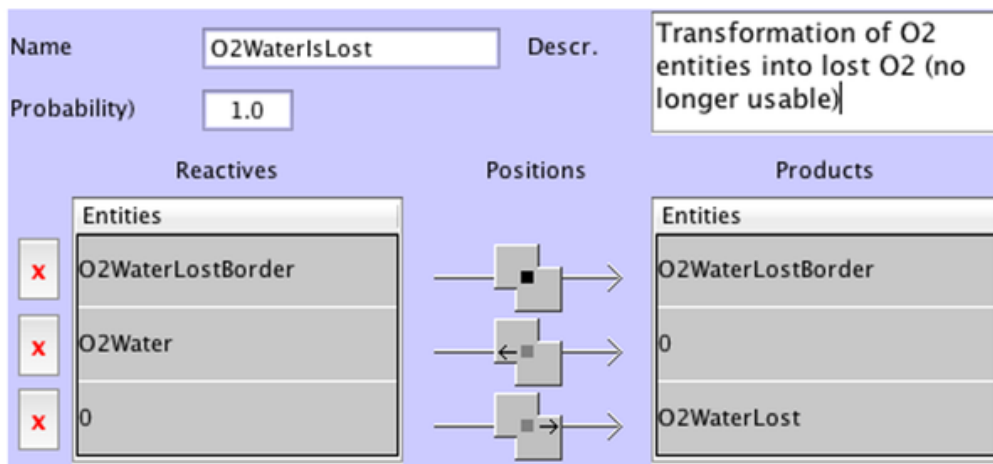 Name
O2WaterIsLost
Descr.
Transformation of O2
entities into lost O2 (no
longer usable)
Probability)
1.0
Reactives
Positions
Products
Entities
Entities
x
O2WaterLostBorder
O2WaterLostBorder
x
O2Water
0
x
0
O2WaterLost